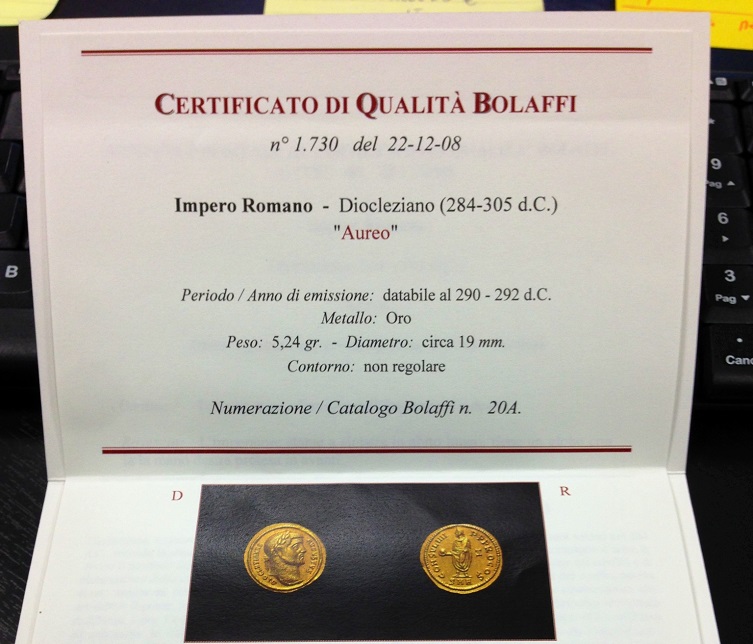 CERTIFICATO DI QUALITÀ BOLAFFI
n° 1.730 del 22-12-08
Impero Romano - Diocleziano (284-305 d.C.)
"Aureo"
Periodo / Anno di emissione: databile al 290 - 292 d.C.
Metallo: Oro
Peso: 5,24 gr. - Diametro: circa 19 mm.
Contorno: non regolare
Numerazione / Catalogo Bolaffi n. 20A.
D
R
B
9
Pag
6
3
Pag
Canc